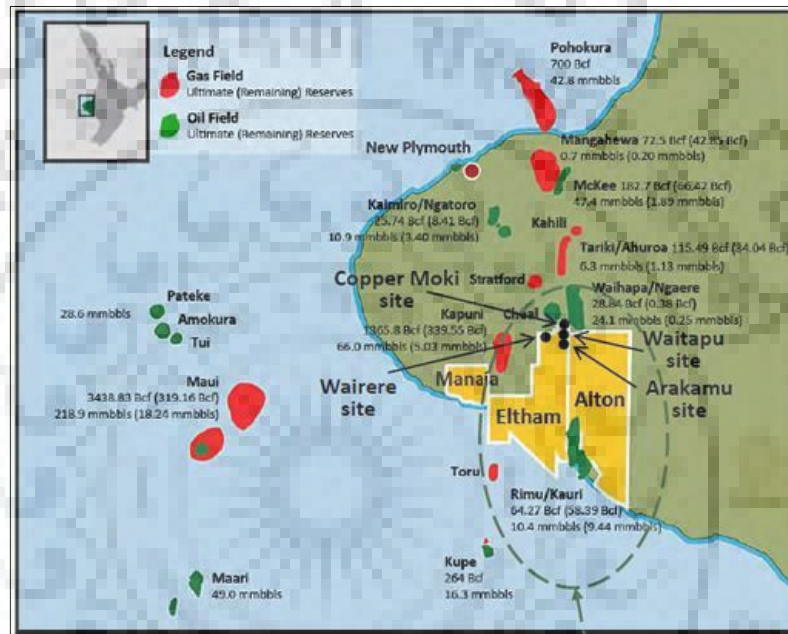 Legend
Gas Field
Ultimate (Remaining) Reserves
Oil Field
Ultimate (Remaining) Reserves
Pohokura
700 Bcf
42.8 mmbbls
New Plymouth
Mangahewa 72.5 Bcf (42.85 Bcf)
0.7 mmbbls (0.20 mmbbls)
McKee 182.7 Bcf (66.42 Bcf)
47.4 mmbbls (1.89 mmbbls)
Kaimiro/Ngatoro
25.74 Bcf (8.41 Bcf)
10.9 mmbbls (3.40 mmbbls)
Kahili
Tariki/Ahuroa 115.49 Bcf (34.04 Bcf)
6.3 mmbbls (1.13 mmbbls)
Stratford
Waihapa/Ngaere
28.84 Bcf (0.38 Bcf)
24.1 mmbbls (0.25 mmbbls)
Copper Moki
site
Cheal
Kapuni
1365.8 Bcf (339.55 Bcf)
66.0 mmbbls (5.03 mmbbls)
Pateke
28.6 mmbbls
Amokura
Tui
Waitapu
site
Wairere
site
Arakamu
site
Manaia
Eltham
Alton
Maui
3438.83 Bcf (319.16 Bcf)
218.9 mmbbls (18.24 mmbbls)
Toru
Rimu/Kauri
64.27 Bcf (58.39 Bcf)
10.4 mmbbls (9.44 mmbbls)
Kupe
264 Bcf
16.3 mmbbls
Maari
49.0 mmbbls